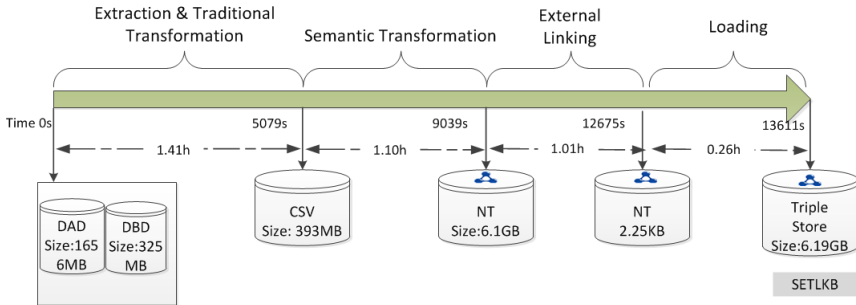 Extraction & Traditional
Transformation
Semantic Transformation
External
Linking
Loading
Time 0s
5079s
9039s
12675s
13611s
1.41h
1.10h
1.01h
0.26h
DAD
Size:165
6MB
DBD
Size:325
MB
CSV
Size: 393MB
NT
Size:6.1GB
NT
2.25KB
Triple
Store
Size:6.19GB
SETLKB